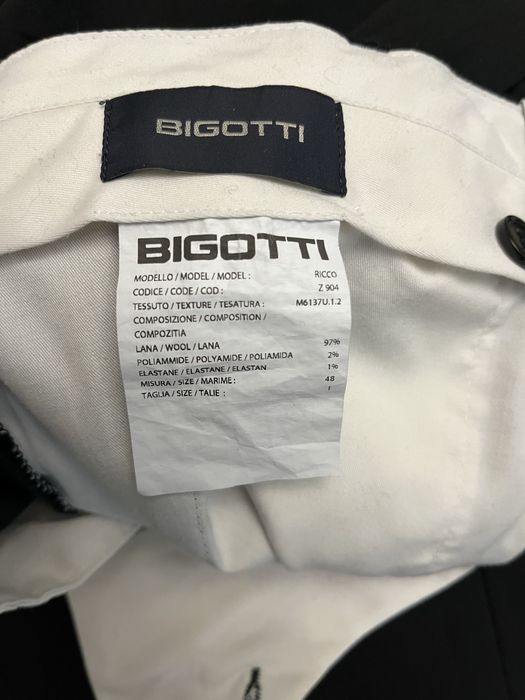 BIGOTTI
BIGOTTI
MODELLO / MODEL / MODEL : RICCO
CODICE / CODE / COD : Z 904
TESSUTO / TEXTURE / TESATURA : M6137U.1.2
COMPOSIZIONE / COMPOSITION /
COMPOZITIA
LANA / WOOL / LANA 97%
POLIAMMIDE / POLYAMIDE / POLIAMIDA 2%
ELASTANE / ELASTANE / ELASTAN 1%
MISURA / SIZE / MARIME : 48
TAGLIA / SIZE / TALIE : I